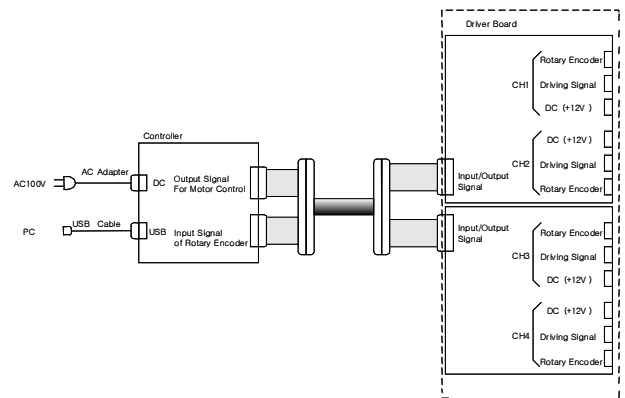 Driver Board
Controller
AC100V
AC Adapter
DC
Output Signal
For Motor Control
PC
USB Cable
USB
Input Signal
of Rotary Encoder
Input/Output
Signal
Input/Output
Signal
CH1
Rotary Encoder
Driving Signal
DC (+12V )
CH2
DC (+12V )
Driving Signal
Rotary Encoder
CH3
Rotary Encoder
Driving Signal
DC (+12V )
CH4
DC (+12V )
Driving Signal
Rotary Encoder